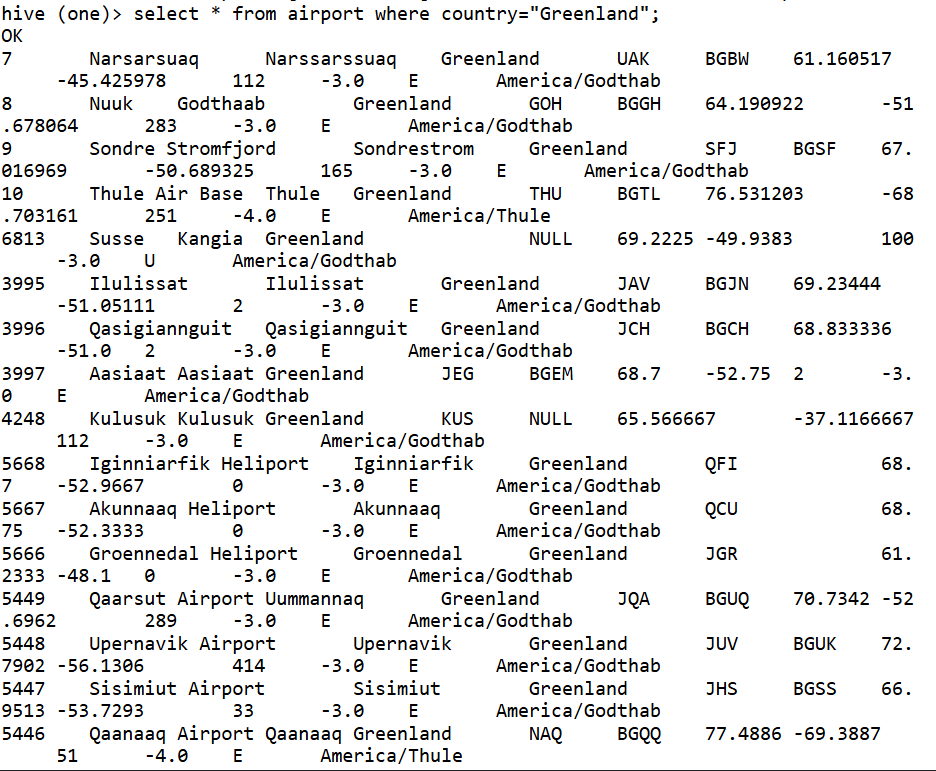 hive (one)> select * from airport where country="Greenland";
OK
7       Narsarsuaq      Narssarssuaq    Greenland       UAK     BGBW    61.160517
     -45.425978      112     -3.0    E       America/Godthab
8       Nuuk    Godthaab        Greenland       GOH     BGGH    64.190922       -51
.678064      283     -3.0    E       America/Godthab
9       Sondre Stromfjord       Sondrestrom     Greenland       SFJ     BGSF    67.
016969       -50.689325      165     -3.0    E       America/Godthab
10      Thule Air Base  Thule   Greenland       THU     BGTL    76.531203       -68
.703161      251     -4.0    E       America/Thule
6813    Susse   Kangia  Greenland               NULL    69.2225 -49.9383        100
     -3.0    U       America/Godthab
3995    Ilulissat       Ilulissat       Greenland       JAV     BGJN    69.23444
     -51.05111       2       -3.0    E       America/Godthab
3996    Qasigiannguit   Qasigiannguit   Greenland       JCH     BGCH    68.833336
     -51.0   2       -3.0    E       America/Godthab
3997    Aasiaat Aasiaat Greenland       JEG     BGEM    68.7    -52.75  2       -3.
0    E       America/Godthab
4248    Kulusuk Kulusuk Greenland       KUS     NULL    65.566667       -37.1166667
     112     -3.0    E       America/Godthab
5668    Iginniarfik Heliport    Iginniarfik     Greenland       QFI             68.
7    -52.9667        0       -3.0    E       America/Godthab
5667    Akunnaaq Heliport       Akunnaaq        Greenland       QCU             68.
75   -52.3333        0       -3.0    E       America/Godthab
5666    Groennedal Heliport     Groennedal      Greenland       JGR             61.
2333 -48.1   0       -3.0    E       America/Godthab
5449    Qaarsut Airport Uummannaq       Greenland       JQA     BGUQ    70.7342 -52
.6962        289     -3.0    E       America/Godthab
5448    Upernavik Airport       Upernavik       Greenland       JUV     BGUK    72.
7902 -56.1306        414     -3.0    E       America/Godthab
5447    Sisimiut Airport        Sisimiut        Greenland       JHS     BGSS    66.
9513 -53.7293        33      -3.0    E       America/Godthab
5446    Qaanaaq Airport Qaanaaq Greenland       NAQ     BGQQ    77.4886 -69.3887
     51      -4.0    E       America/Thule